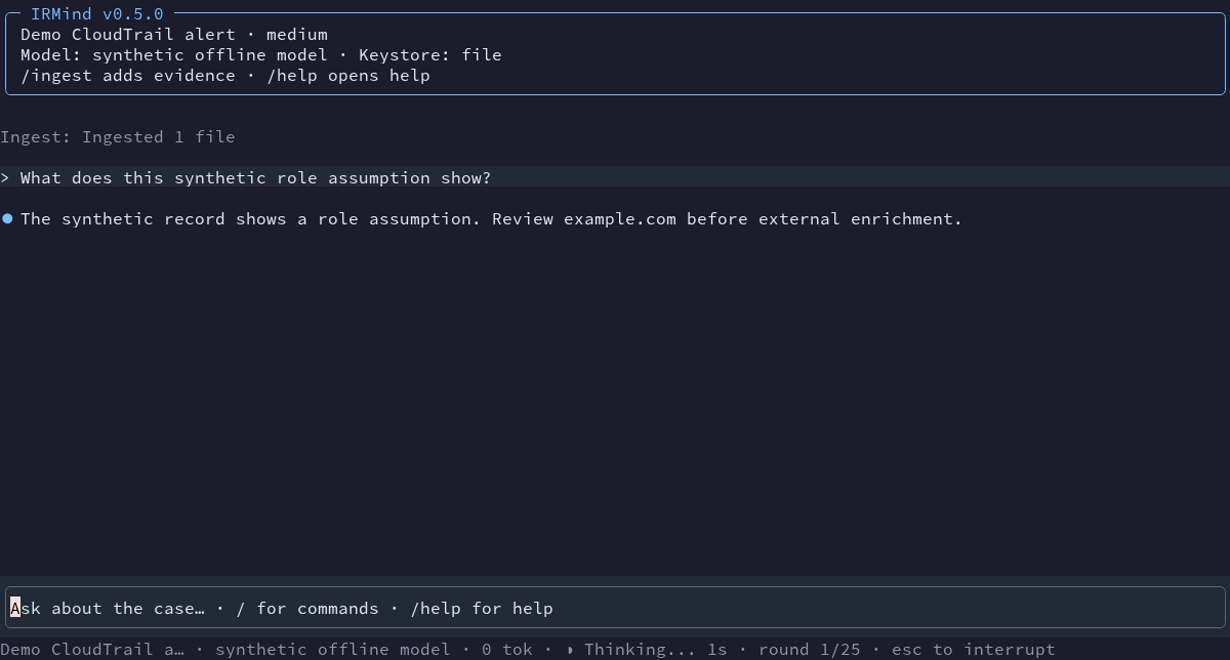 IRMind v0.5.0
Demo CloudTrail alert · medium
Model: synthetic offline model · Keystore: file
/ingest adds evidence · /help opens help
Ingest: Ingested 1 file
> What does this synthetic role assumption show?
● The synthetic record shows a role assumption. Review example.com before external enrichment.
Ask about the case… · / for commands · /help for help
Demo CloudTrail a… · synthetic offline model · 0 tok · ◗ Thinking... 1s · round 1/25 · esc to interrupt